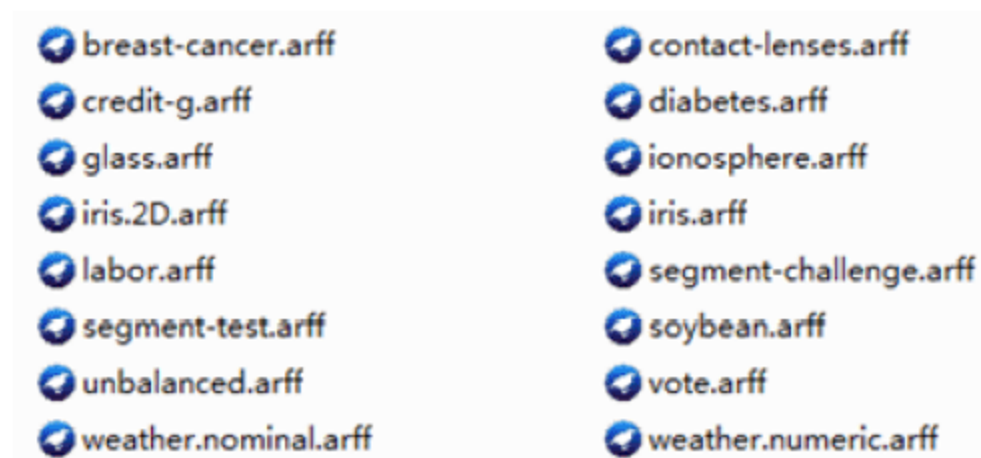 breast-cancer.arff contact-lenses.arff
credit-g.arff diabetes.arff
glass.arff ionosphere.arff
iris.2D.arff iris.arff
labor.arff segment-challenge.arff
segment-test.arff soybean.arff
unbalanced.arff vote.arff
weather.nominal.arff weather.numeric.arff